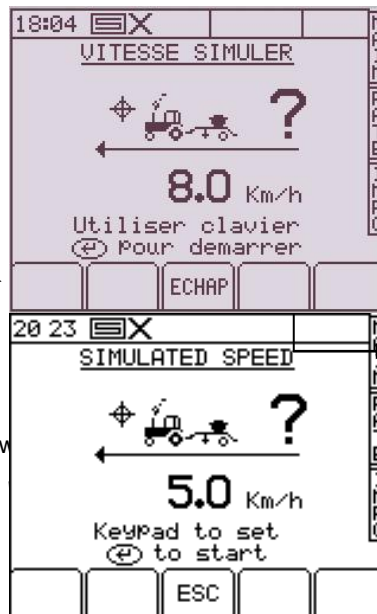 18:04
VITESSE SIMULER
?
8.0 Km/h
Utiliser clavier
pour demarrer
ECHAP
20 23
SIMULATED SPEED
?
5.0 Km/h
Keypad to set
to start
ESC